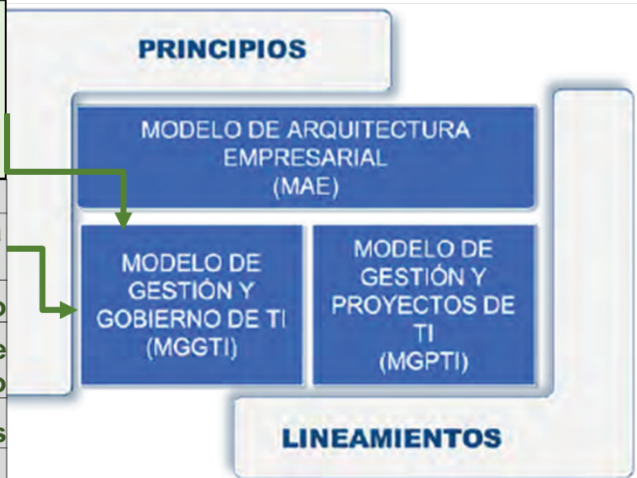 PRINCIPIOS
MODELO DE ARQUITECTURA
EMPRESARIAL
(MAE)
MODELO DE
GESTIÓN Y
GOBIERNO DE TI
(MGGTI)
MODELO DE
GESTIÓN Y
PROYECTOS DE
TI
(MGPTI)
LINEAMIENTOS